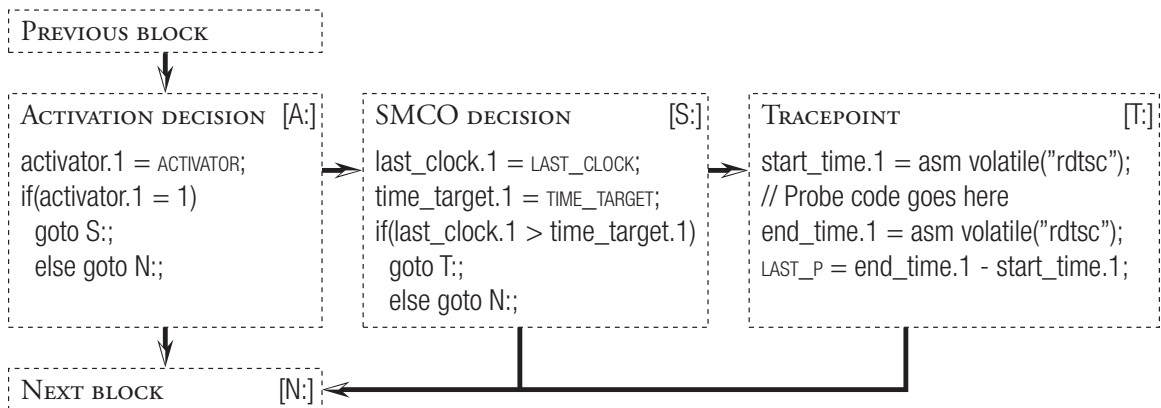 Previous block
Activation decision [A:]
activator.1 = ACTIVATOR;
if(activator.1 = 1)
goto S:;
else goto N:;
SMCO decision [S:]
last_clock.1 = LAST_CLOCK;
time_target.1 = TIME_TARGET;
if(last_clock.1 > time_target.1)
goto T:;
else goto N:;
Tracepoint [T:]
start_time.1 = asm volatile("rdtsc");
// Probe code goes here
end_time.1 = asm volatile("rdtsc");
LAST_P = end_time.1 - start_time.1;
Next block [N:]